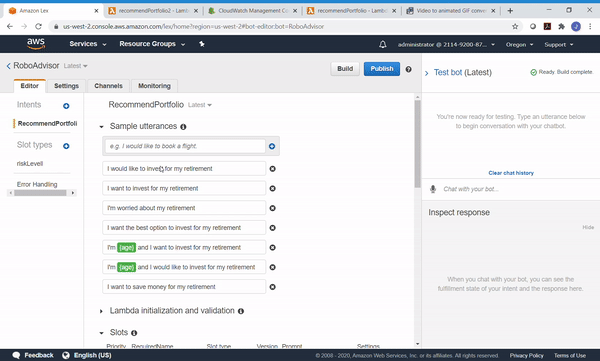 Amazon Lex
recommendPortfolio2 - Lamb
CloudWatch Management Co
recommendPortfolio - Lamb
Video to animated GIF conv
us-west-2.console.aws.amazon.com/lex/home?region=us-west-2#bot-editor:bot=RoboAdvisor
aws
Services
Resource Groups
administrator @ 2114-9200-87...
Oregon
Support
RoboAdvisor Latest
Build
Publish
Test bot (Latest)
Ready. Build complete.
Editor
Settings
Channels
Monitoring
Intents
RecommendPortfoli
Slot types
riskLevell
Error Handling
RecommendPortfolio Latest
Sample utterances
e.g. I would like to book a flight.
I would like to invest for my retirement
I want to invest for my retirement
I'm worried about my retirement
I want the best option to invest for my retirement
I'm {age} and I want to invest for my retirement
I'm {age} and I would like to invest for my retirement
I want to save money for my retirement
Lambda initialization and validation
Slots
Priority Required Name Slot type Version Prompt Settings
You're now ready for testing. Type an utterance below
to begin conversation with your chatbot.
Clear chat history
Chat with your bot...
Inspect response
Hide
When you chat with your bot, you can see the
fulfillment state of your intent and the response here.
Feedback
English (US)
© 2008 - 2020, Amazon Web Services, Inc. or its affiliates. All rights reserved.
Privacy Policy
Terms of Use